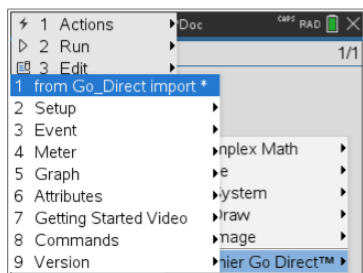 1 Actions Doc CAPS RAD
2 Run 1/1
3 Edit
1 from Go_Direct import *
2 Setup
3 Event
4 Meter mplex Math
5 Graph e
6 Attributes ystem
7 Getting Started Video raw
8 Commands mage
9 Version nier Go Direct™